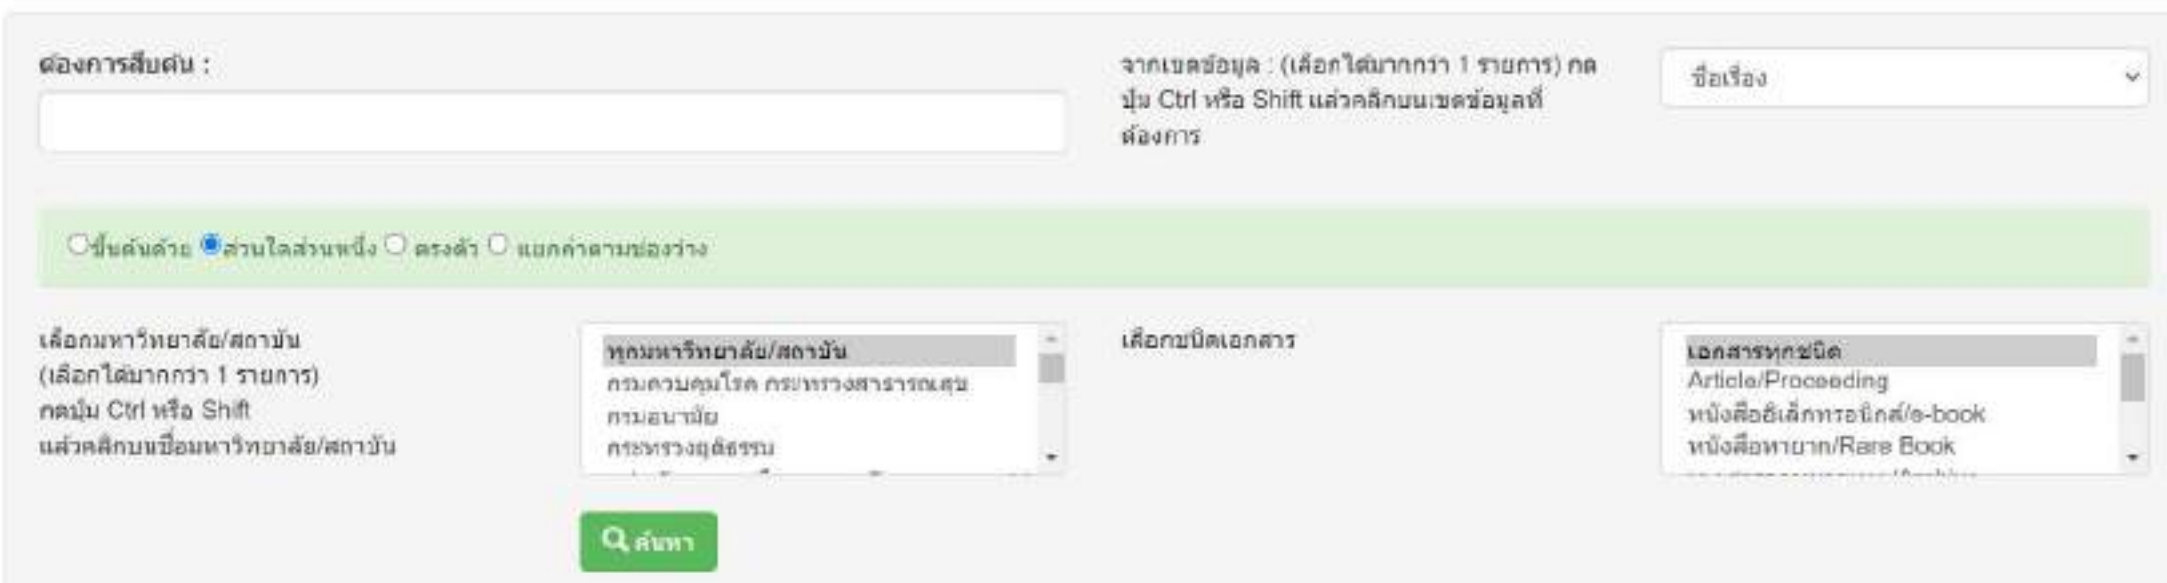 ต้องการสืบค้น :
จากเขตข้อมูล : (เลือกได้มากกว่า 1 รายการ) กด
ปุ่ม Ctrl หรือ Shift แล้วคลิกบนเขตข้อมูลที่
ต้องการ
ชื่อเรื่อง
ขึ้นต้นด้วย ส่วนใดส่วนหนึ่ง ตรงตัว แยกคำตามช่องว่าง
เลือกมหาวิทยาลัย/สถาบัน
(เลือกได้มากกว่า 1 รายการ)
กดปุ่ม Ctrl หรือ Shift
แล้วคลิกบนชื่อมหาวิทยาลัย/สถาบัน
ทุกมหาวิทยาลัย/สถาบัน
กรมควบคุมโรค กระทรวงสาธารณสุข
กรมอนามัย
กระทรวงยุติธรรม
เลือกชนิดเอกสาร
เอกสารทุกชนิด
Article/Proceeding
หนังสืออิเล็กทรอนิกส์/e-book
หนังสือหายาก/Rare Book
ค้นหา